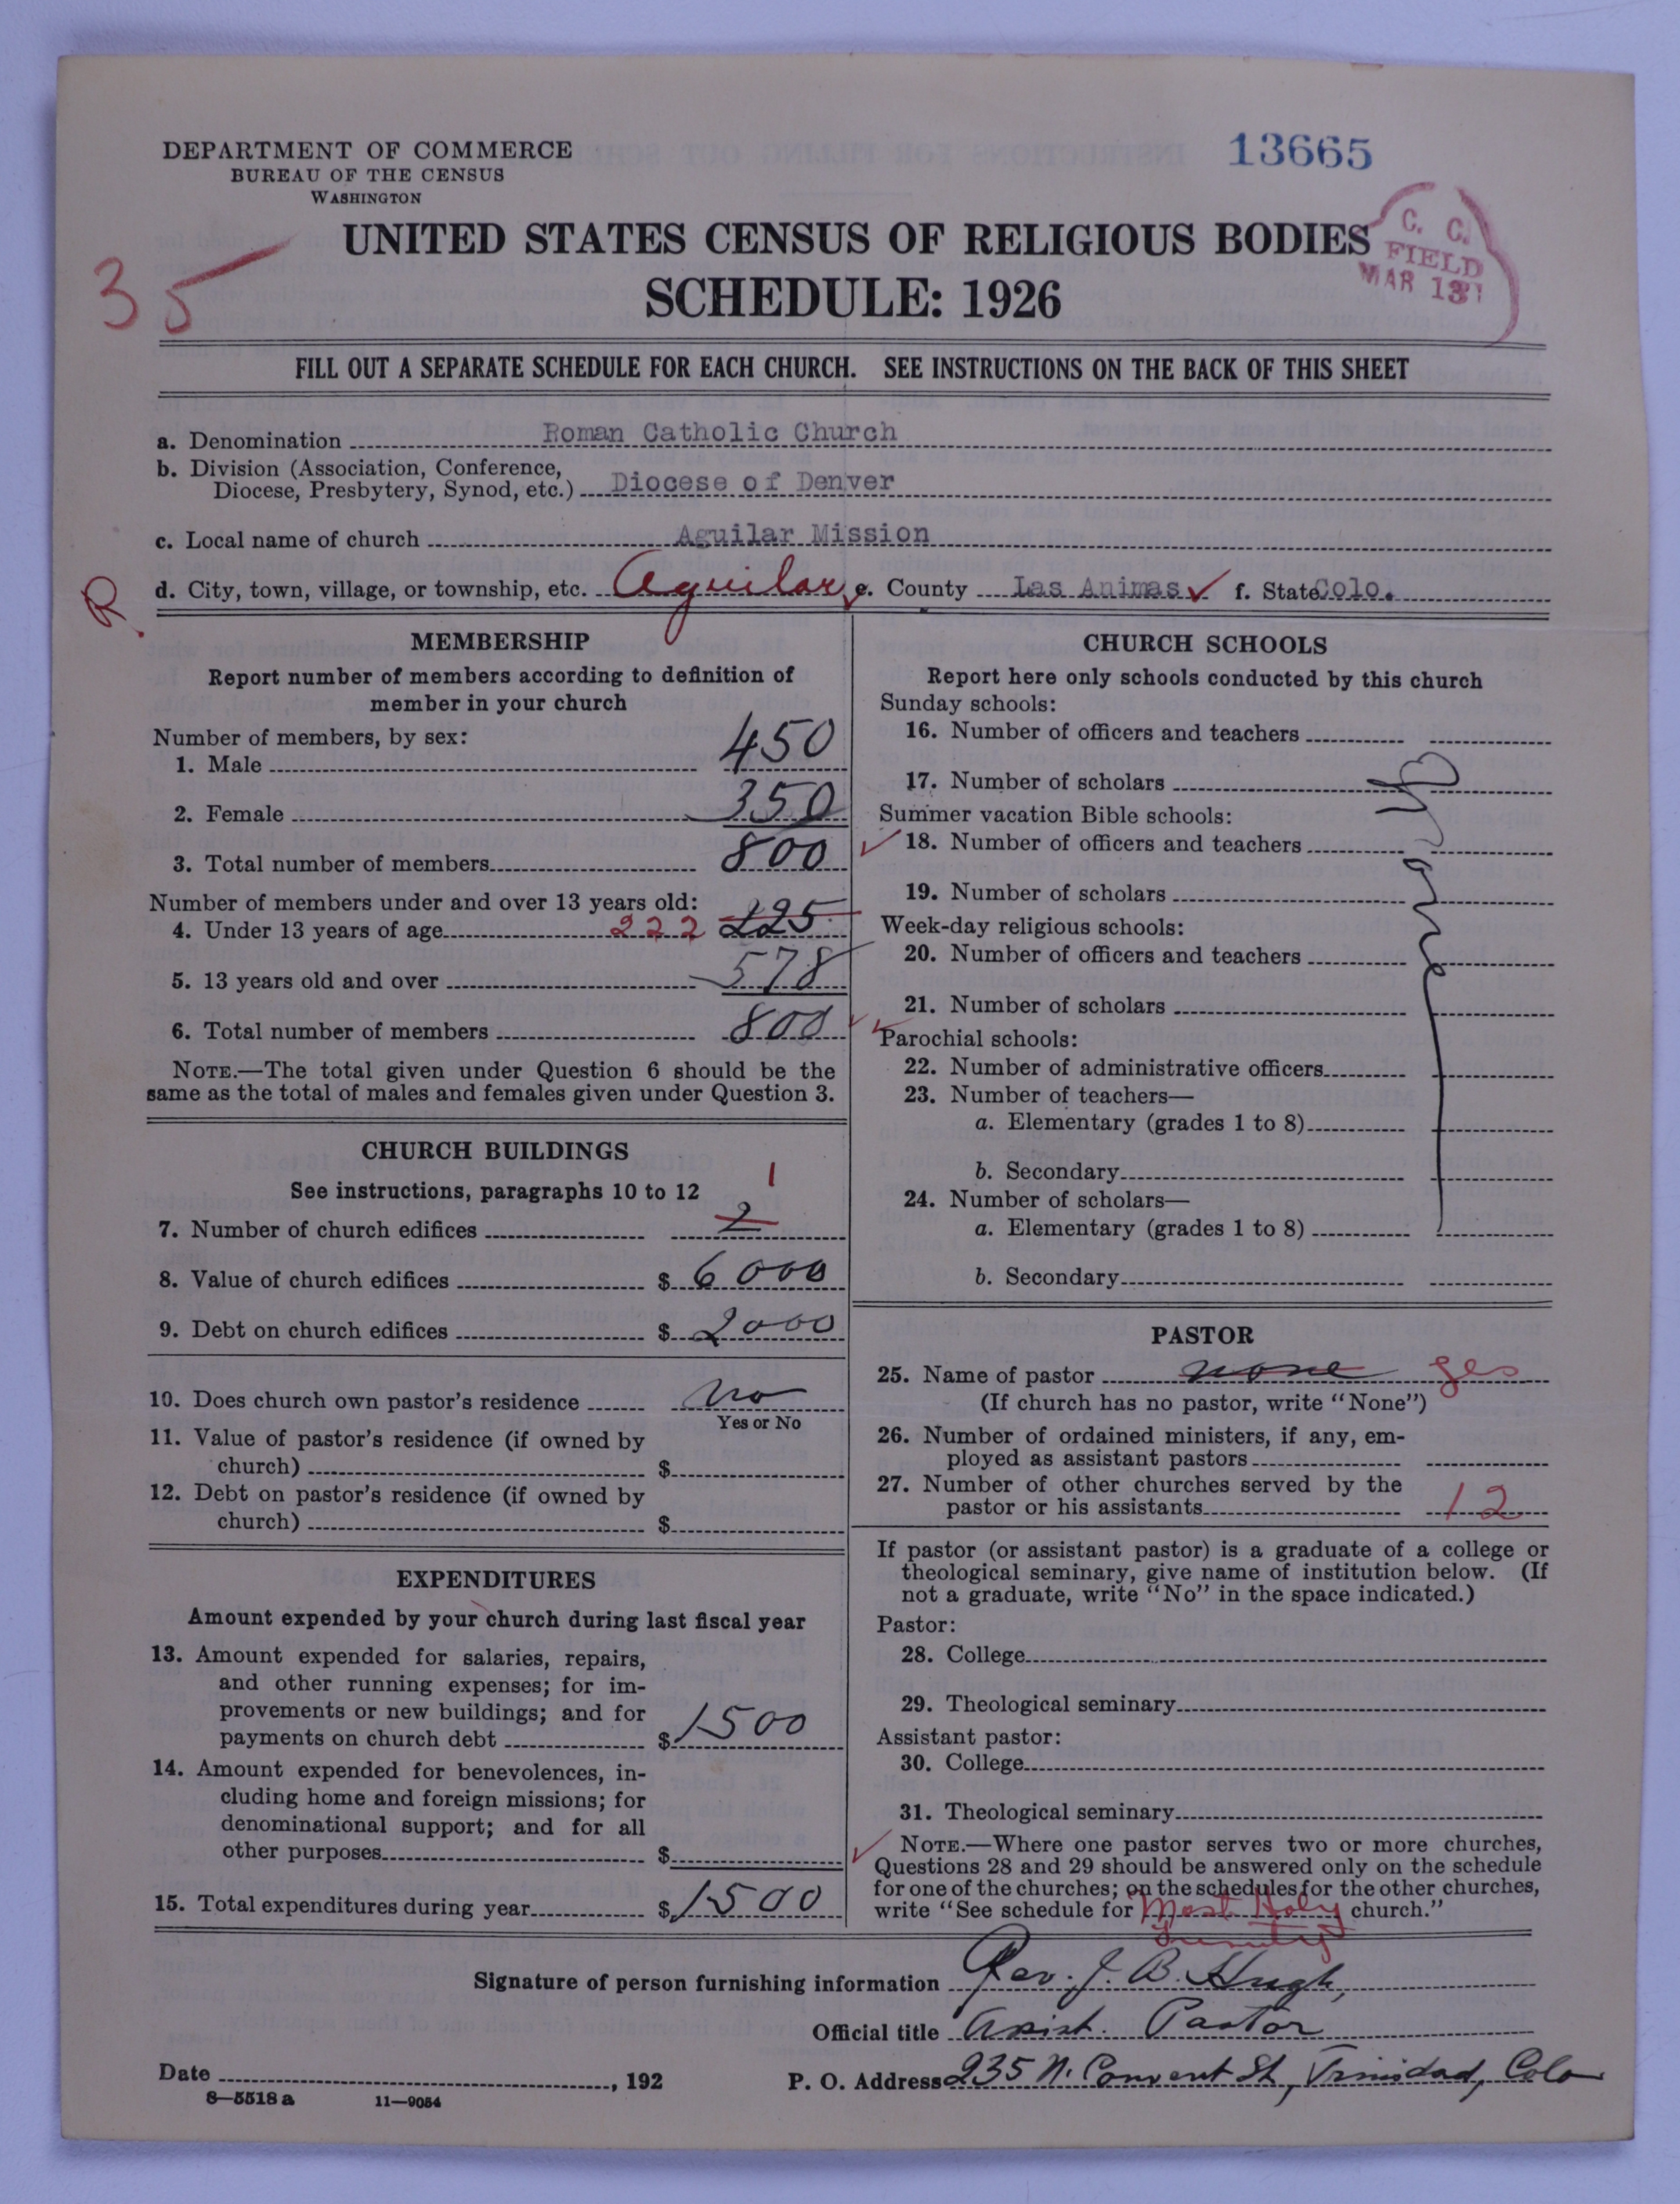 DEPARTMENT OF COMMERCE
BUREAU OF THE CENSUS
WASHINGTON
13665
UNITED STATES CENSUS OF RELIGIOUS BODIES
SCHEDULE: 1926
C. C.
FIELD
MAR 13
35
FILL OUT A SEPARATE SCHEDULE FOR EACH CHURCH. SEE INSTRUCTIONS ON THE BACK OF THIS SHEET
a. Denomination Roman Catholic Church
b. Division (Association, Conference,
Diocese, Presbytery, Synod, etc.) Diocese of Denver
c. Local name of church Aguilar Mission
R
d. City, town, village, or township, etc. Aguilar e. County Las Animas ✓ f. State Colo.
MEMBERSHIP
Report number of members according to definition of
member in your church
Number of members, by sex:
1. Male 450
2. Female 350
3. Total number of members 800
Number of members under and over 13 years old:
4. Under 13 years of age 222 225
5. 13 years old and over 578
6. Total number of members 800
NOTE.—The total given under Question 6 should be the
same as the total of males and females given under Question 3.
CHURCH BUILDINGS
See instructions, paragraphs 10 to 12
1
7. Number of church edifices 2
8. Value of church edifices $ 6000
9. Debt on church edifices $ 2000
10. Does church own pastor's residence no
Yes or No
11. Value of pastor's residence (if owned by
church) $
12. Debt on pastor's residence (if owned by
church) $
EXPENDITURES
Amount expended by your church during last fiscal year
13. Amount expended for salaries, repairs,
and other running expenses; for im-
provements or new buildings; and for
payments on church debt $ 1500
14. Amount expended for benevolences, in-
cluding home and foreign missions; for
denominational support; and for all
other purposes $
15. Total expenditures during year $ 1500
CHURCH SCHOOLS
Report here only schools conducted by this church
Sunday schools:
16. Number of officers and teachers
17. Number of scholars
Summer vacation Bible schools:
✓ 18. Number of officers and teachers
19. Number of scholars
Week-day religious schools:
20. Number of officers and teachers
21. Number of scholars
Parochial schools:
22. Number of administrative officers
23. Number of teachers—
a. Elementary (grades 1 to 8)
b. Secondary
24. Number of scholars—
a. Elementary (grades 1 to 8)
b. Secondary
PASTOR
25. Name of pastor none yes
(If church has no pastor, write "None")
26. Number of ordained ministers, if any, em-
ployed as assistant pastors
27. Number of other churches served by the
pastor or his assistants 12
If pastor (or assistant pastor) is a graduate of a college or
theological seminary, give name of institution below. (If
not a graduate, write "No" in the space indicated.)
Pastor:
28. College
29. Theological seminary
Assistant pastor:
30. College
31. Theological seminary
✓ NOTE.—Where one pastor serves two or more churches,
Questions 28 and 29 should be answered only on the schedule
for one of the churches; on the schedules for the other churches,
write "See schedule for Most Holy church."
Trinity
Signature of person furnishing information Rev. J. B. Hugh,
Official title Assist. Pastor
Date , 192
P. O. Address 235 N. Convent St, Trinidad, Colo
8—5518 a 11—9054